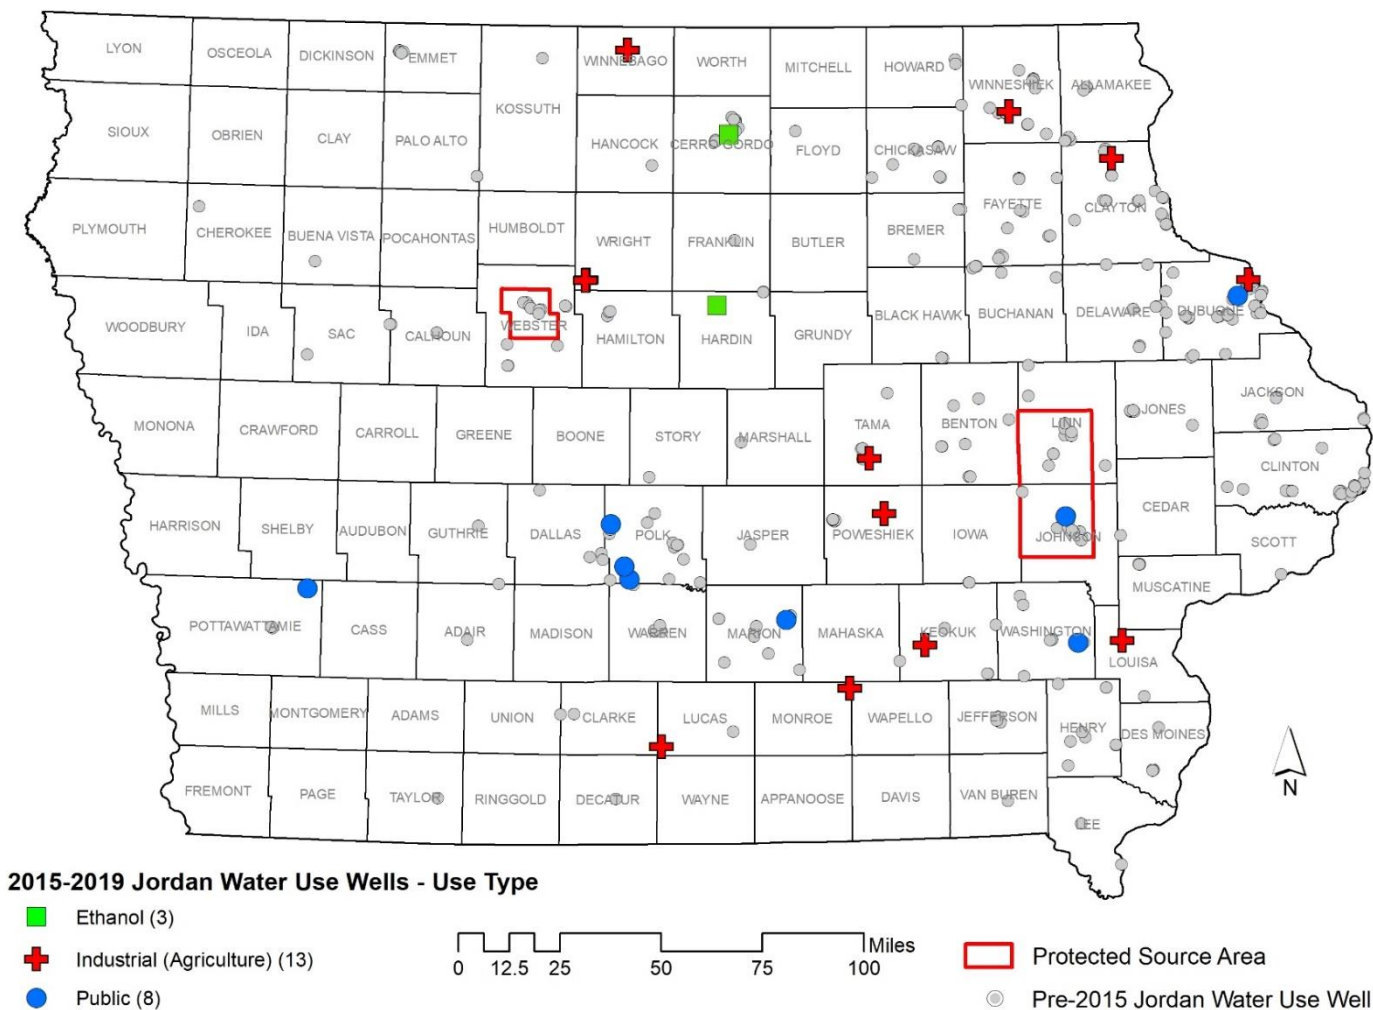 LYON OSCEOLA DICKINSON EMMET WINNEBAGO WORTH MITCHELL HOWARD WINNESHIEK ALLAMAKEE
KOSSUTH
SIOUX OBRIEN CLAY PALO ALTO HANCOCK CERRO GORDO FLOYD CHICKASAW
PLYMOUTH CHEROKEE BUENA VISTA POCAHONTAS HUMBOLDT WRIGHT FRANKLIN BUTLER BREMER FAYETTE CLAYTON
WOODBURY IDA SAC CALHOUN WEBSTER HAMILTON HARDIN GRUNDY BLACK HAWK BUCHANAN DELAWARE DUBUQUE
MONONA CRAWFORD CARROLL GREENE BOONE STORY MARSHALL TAMA BENTON LINN JONES JACKSON
CLINTON
CEDAR
HARRISON SHELBY AUDUBON GUTHRIE DALLAS POLK JASPER POWESHIEK IOWA JOHNSON SCOTT
MUSCATINE
POTTAWATTAMIE CASS ADAIR MADISON WARREN MARION MAHASKA KEOKUK WASHINGTON
LOUISA
MILLS MONTGOMERY ADAMS UNION CLARKE LUCAS MONROE WAPELLO JEFFERSON HENRY DES MOINES
FREMONT PAGE TAYLOR RINGGOLD DECATUR WAYNE APPANOOSE DAVIS VAN BUREN
LEE
N
2015-2019 Jordan Water Use Wells - Use Type
Ethanol (3)
Industrial (Agriculture) (13)
Public (8)
Miles
0 12.5 25 50 75 100
Protected Source Area
Pre-2015 Jordan Water Use Well